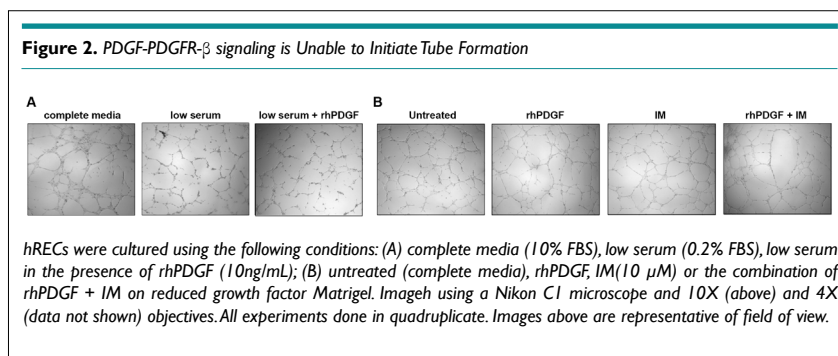 Figure 2. PDGF-PDGFR-β signaling is Unable to Initiate Tube Formation
A B
complete media low serum low serum + rhPDGF Untreated rhPDGF IM rhPDGF + IM
hRECs were cultured using the following conditions: (A) complete media (10% FBS), low serum (0.2% FBS), low serum
in the presence of rhPDGF (10ng/mL); (B) untreated (complete media), rhPDGF, IM(10 μM) or the combination of
rhPDGF + IM on reduced growth factor Matrigel. Imageh using a Nikon C1 microscope and 10X (above) and 4X
(data not shown) objectives. All experiments done in quadruplicate. Images above are representative of field of view.